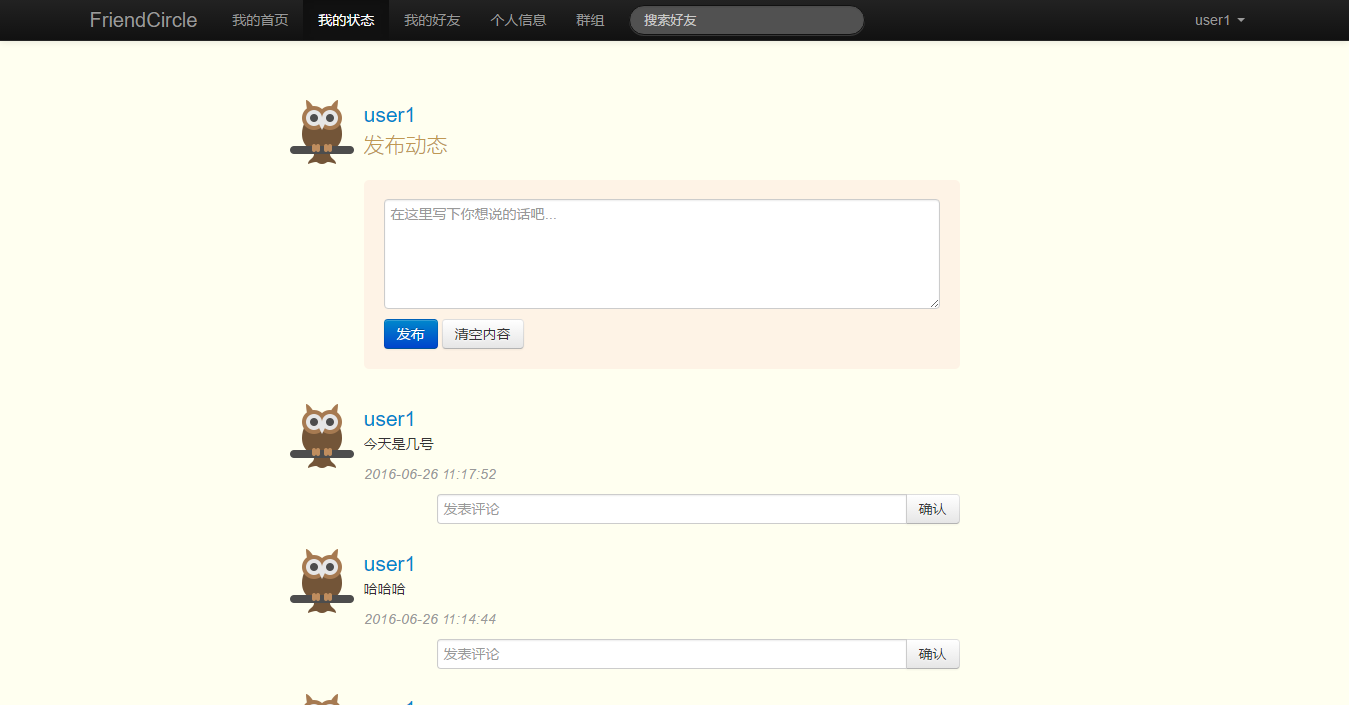 FriendCircle 我的首页 我的状态 我的好友 个人信息 群组 搜索好友 user1
user1
发布动态
在这里写下你想说的话吧...
发布 清空内容
user1
今天是几号
2016-06-26 11:17:52
发表评论 确认
user1
哈哈哈
2016-06-26 11:14:44
发表评论 确认